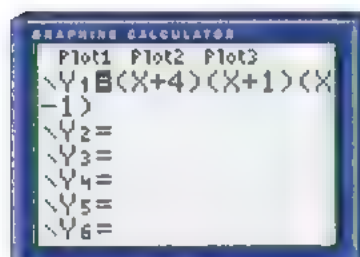 GRAPHING CALCULATOR
Plot1 Plot2 Plot3
\Y1=(X+4)(X+1)(X
-1)
\Y2=
\Y3=
\Y4=
\Y5=
\Y6=